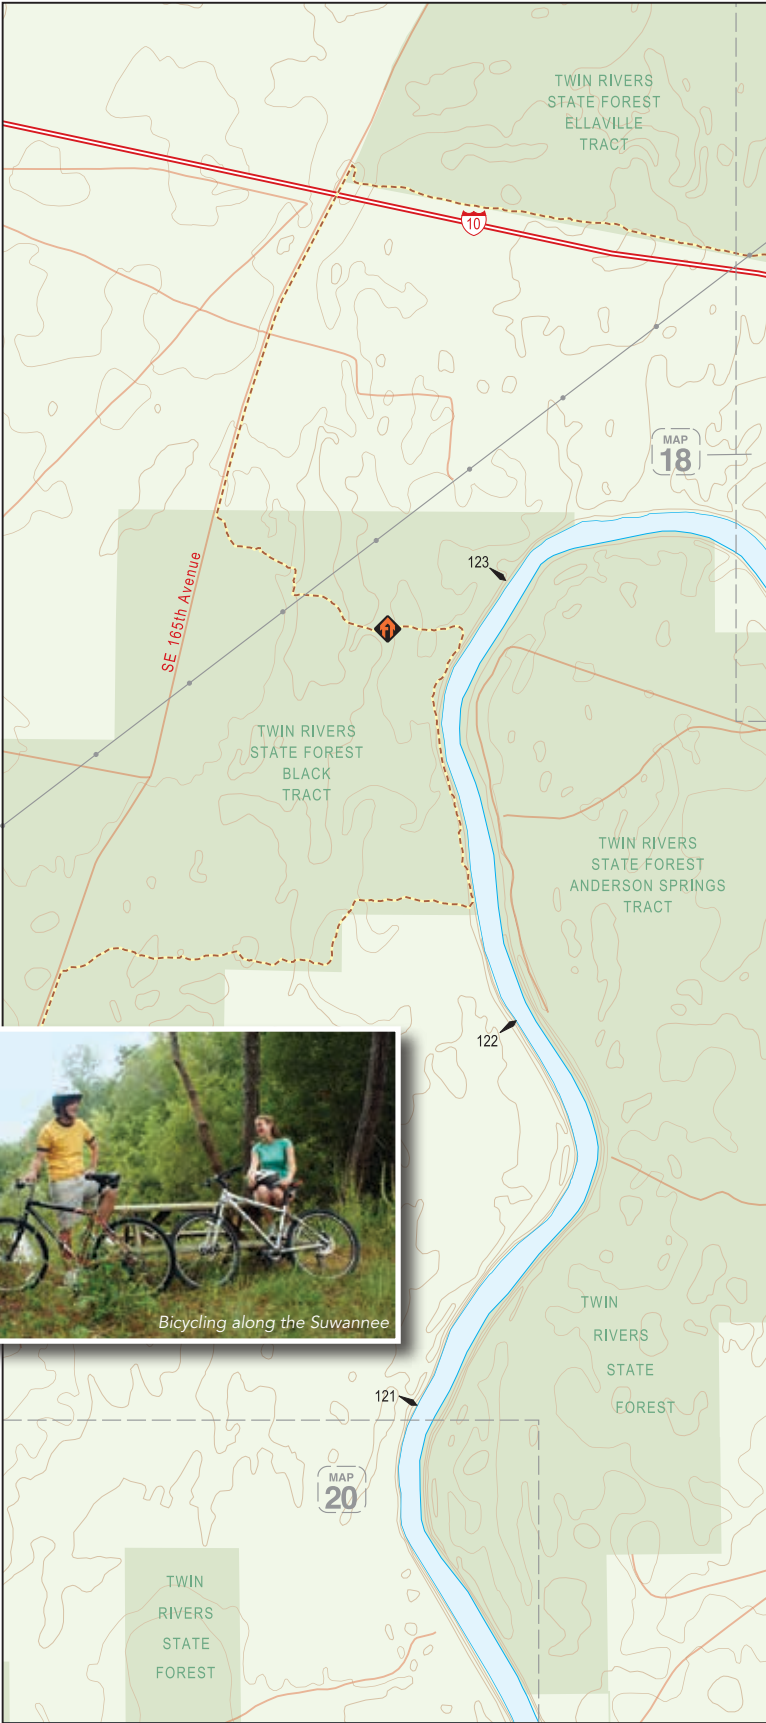 TWIN RIVERS
STATE FOREST
ELLAVILLE
TRACT
10
MAP
18
123
SE 165th Avenue
TWIN RIVERS
STATE FOREST
BLACK
TRACT
TWIN RIVERS
STATE FOREST
ANDERSON SPRINGS
TRACT
122
Bicycling along the Suwannee
TWIN
RIVERS
STATE
FOREST
121
MAP
20
TWIN
RIVERS
STATE
FOREST